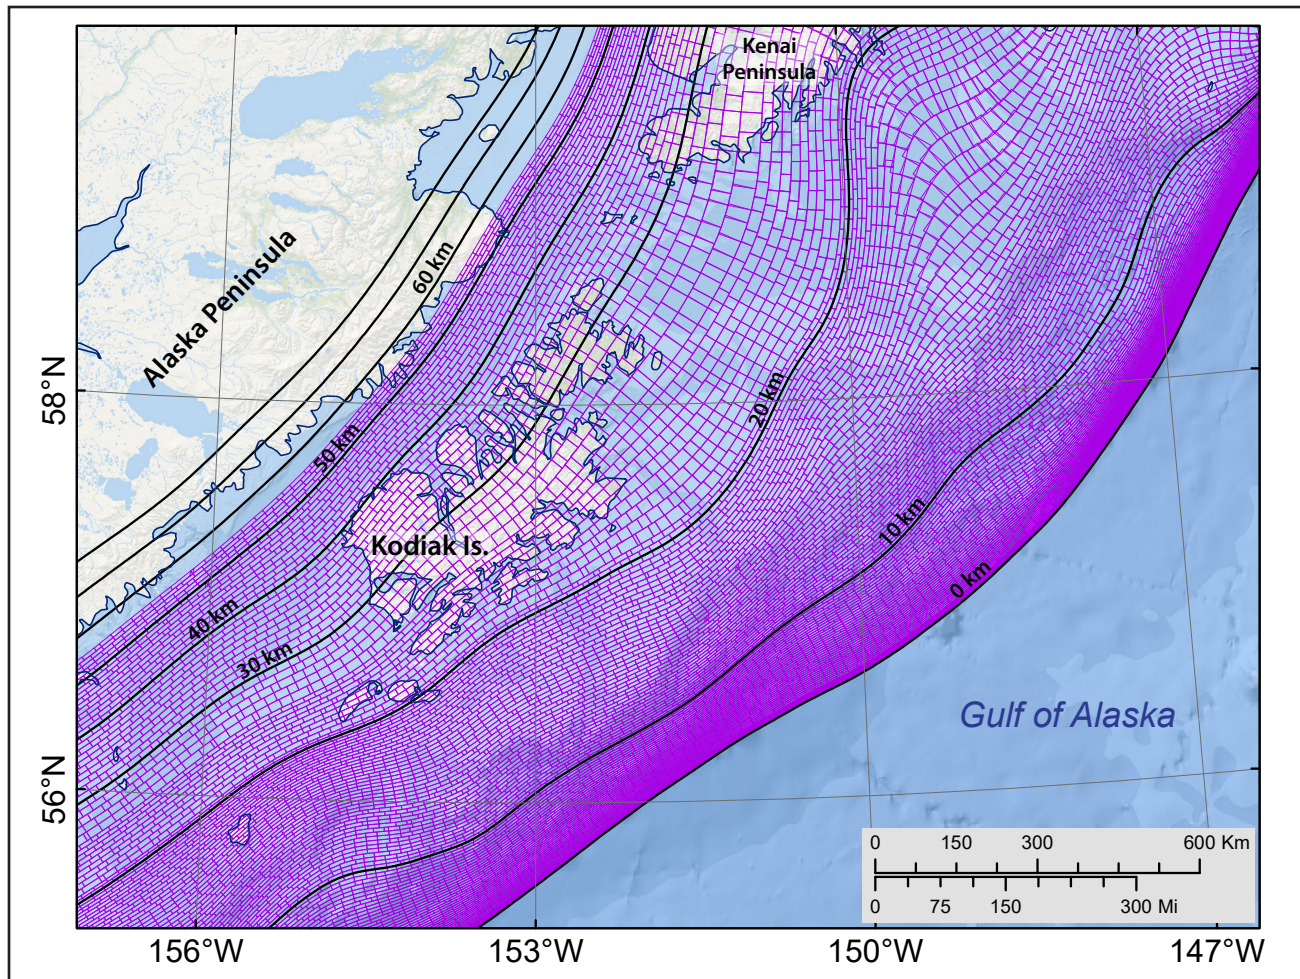 Kenai
Peninsula
Alaska Peninsula
60 km
58°N
50 km
20 km
10 km
Kodiak Is.
0 km
40 km
30 km
Gulf of Alaska
56°N
0 150 300 600 Km
0 75 150 300 Mi
156°W 153°W 150°W 147°W